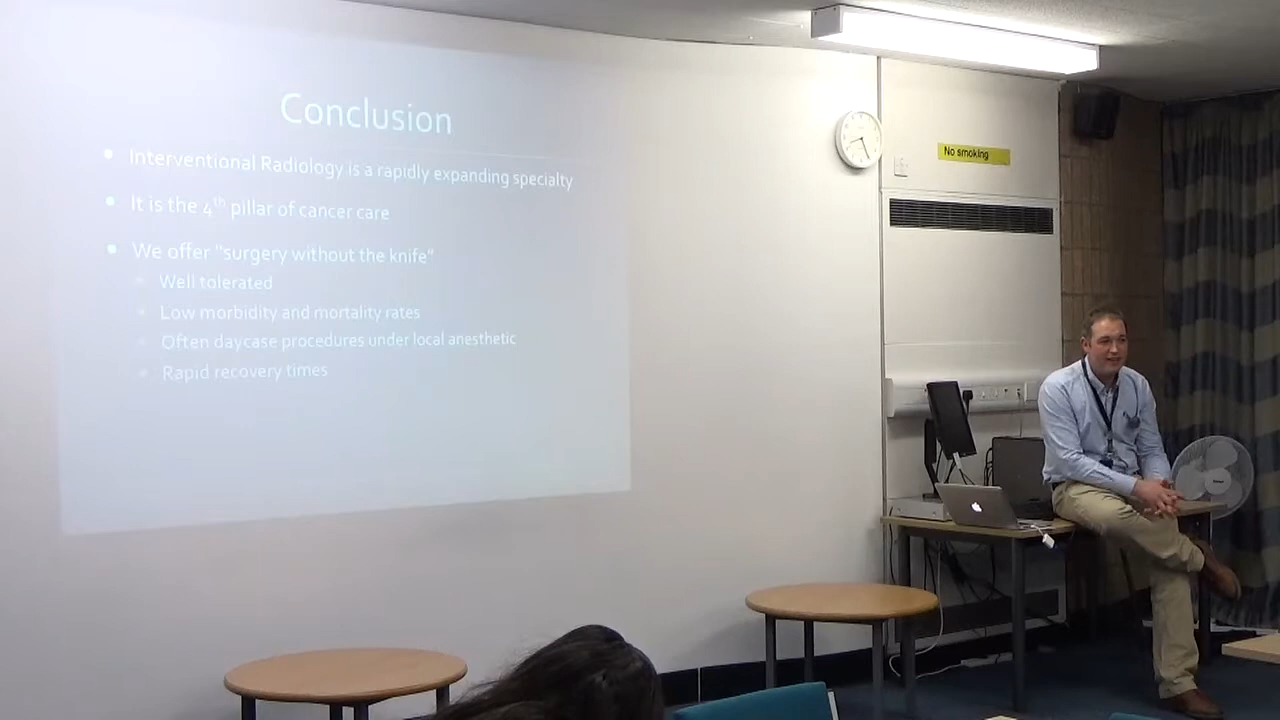 Conclusion
Interventional Radiology is a rapidly expanding specialty
It is the 4th pillar of cancer care
We offer "surgery without the knife"
Well tolerated
Low morbidity and mortality rates
Often daycase procedures under local anesthetic
Rapid recovery times
No smoking